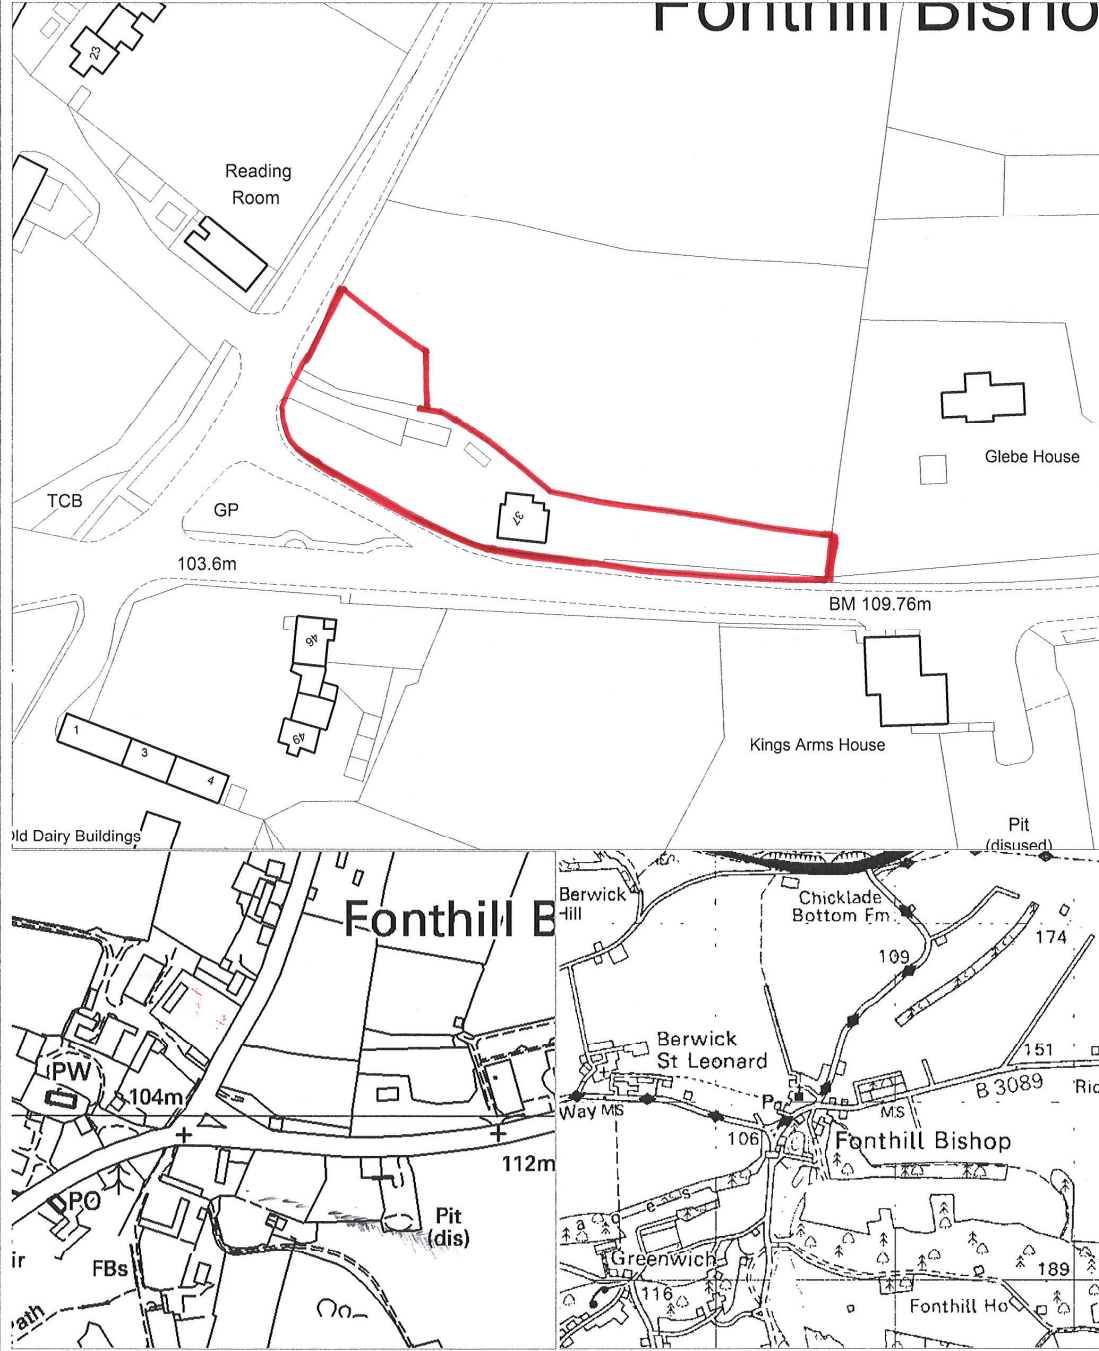 Fonthill Bisho
23
Reading
Room
Glebe House
TCB
GP
37
103.6m
BM 109.76m
46
49
Kings Arms House
1
3
4
ld Dairy Buildings
Pit
(disused)
Fonthill B
PW
104m
112m
PO
Pit
(dis)
ir
FBs
ath
Berwick
Hill
Chicklade
Bottom Fm
174
109
Berwick
St Leonard
151
B 3089
Rid
Way MS
P
MS
106
Fonthill Bishop
Greenwich
116
189
Fonthill Ho